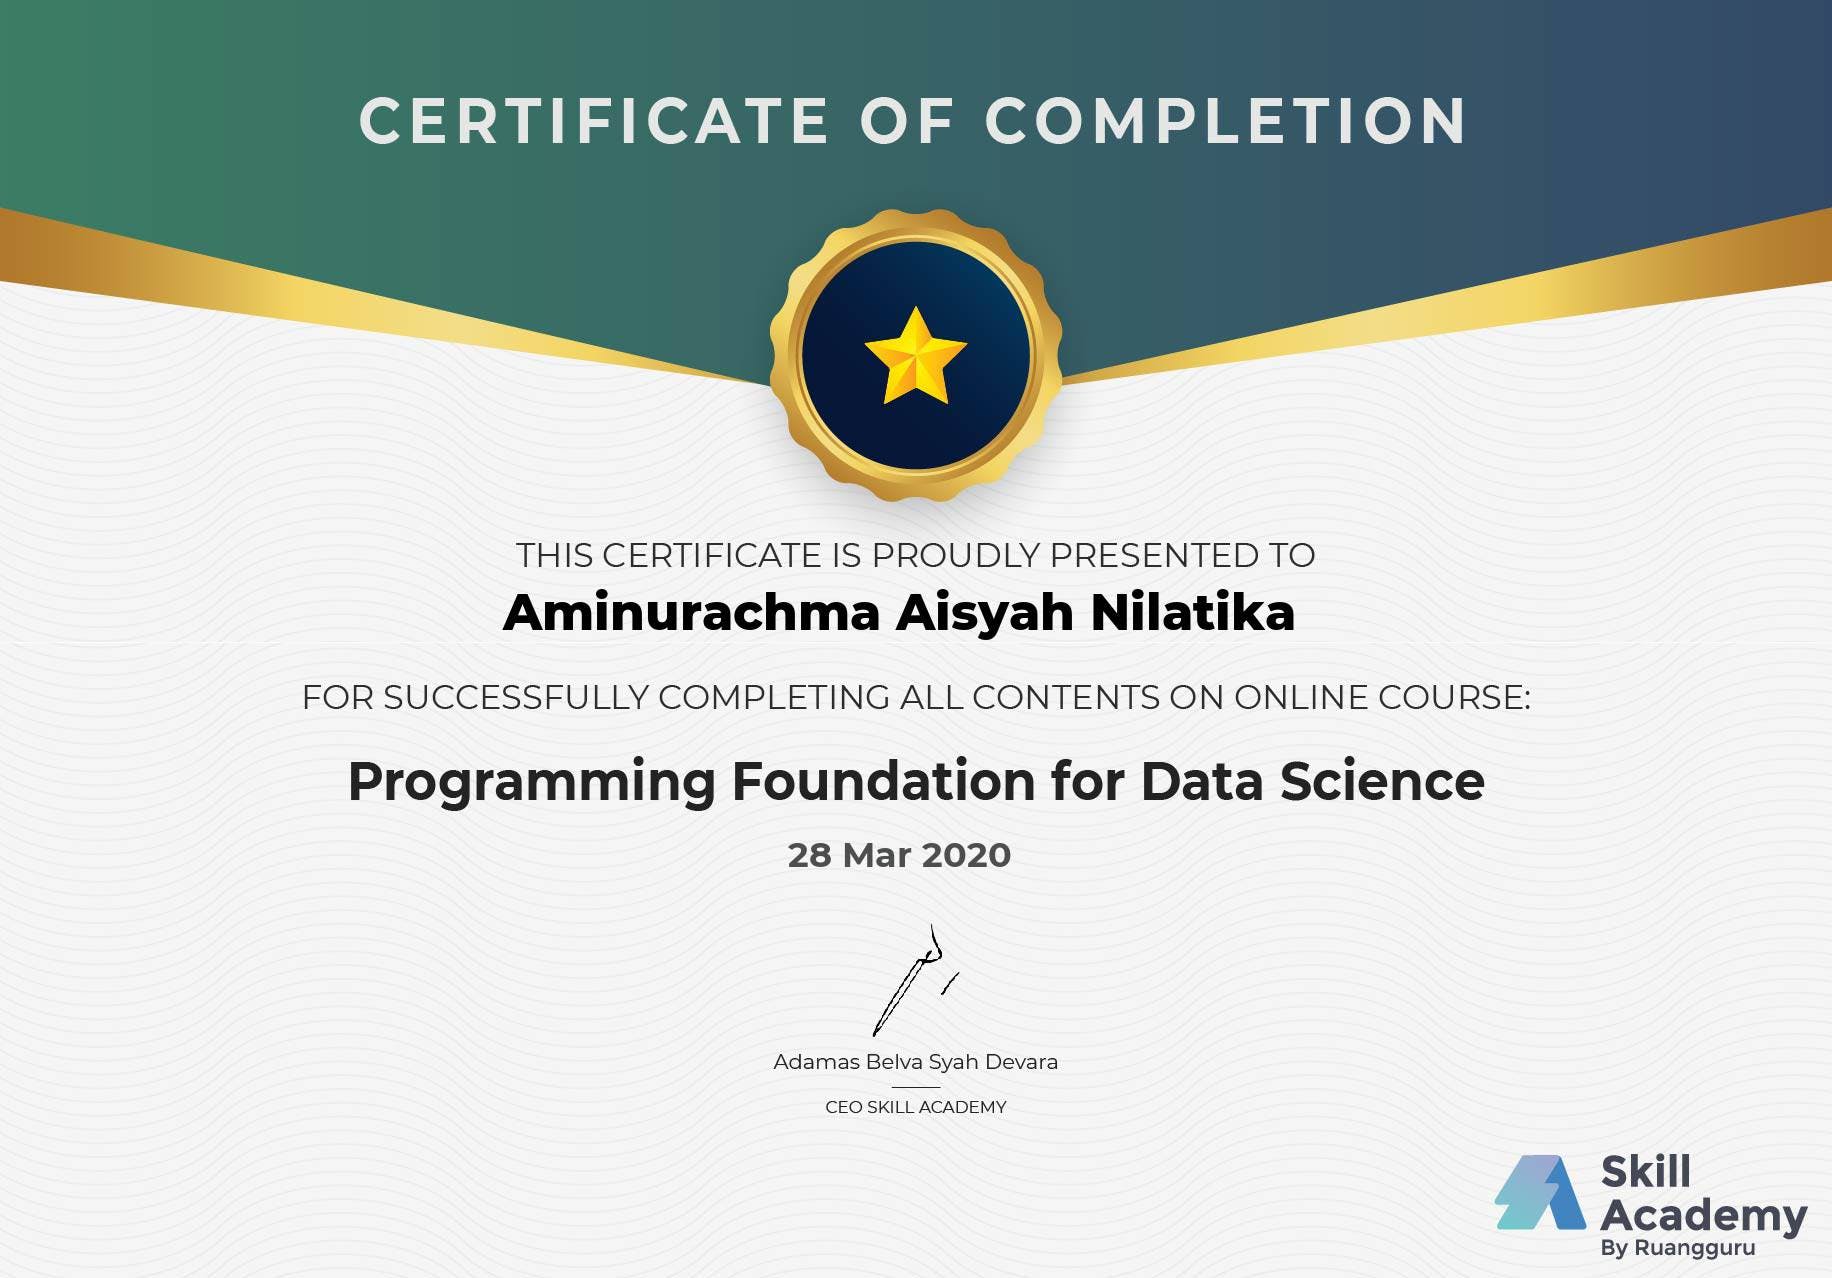 CERTIFICATE OF COMPLETION
THIS CERTIFICATE IS PROUDLY PRESENTED TO
Aminurachma Aisyah Nilatika
FOR SUCCESSFULLY COMPLETING ALL CONTENTS ON ONLINE COURSE:
Programming Foundation for Data Science
28 Mar 2020
Adamas Belva Syah Devara
CEO SKILL ACADEMY
Skill
Academy
By Ruangguru